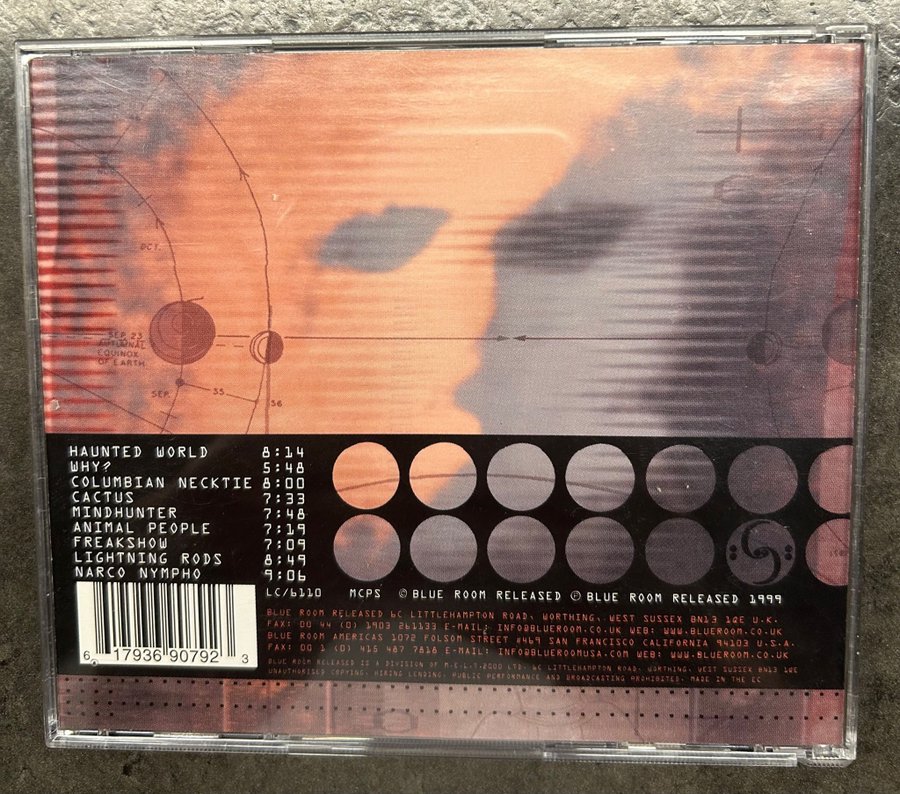 OCT.
SEP. 23
AUTUMNAL
EQUINOX
OF EARTH
SEP.
35
36
HAUNTED WORLD 8:14
WHY? 5:48
COLUMBIAN NECKTIE 8:00
CACTUS 7:33
MINDHUNTER 7:48
ANIMAL PEOPLE 7:19
FREAKSHOW 7:09
LIGHTNING RODS 8:49
NARCO NYMPHO 9:06
LC/6110 MCPS © BLUE ROOM RELEASED ℗ BLUE ROOM RELEASED 1999
BLUE ROOM RELEASED 6C LITTLEHAMPTON ROAD, WORTHING, WEST SUSSEX BN13 1QE U.K.
FAX: 00 44 (0) 1903 261133 E-MAIL: INFO@BLUEROOM.CO.UK WEB: WWW.BLUEROOM.CO.UK
BLUE ROOM AMERICAS 1072 FOLSOM STREET #469 SAN FRANCISCO CALIFORNIA 94103 U.S.A.
FAX: 00 1 (0) 415 487 7816 E-MAIL: INFO@BLUEROOMUSA.COM WEB: WWW.BLUEROOM.CO.UK
BLUE ROOM RELEASED IS A DIVISION OF M.E.L.T.2000 LTD. 6C LITTLEHAMPTON ROAD, WORTHING, WEST SUSSEX BN13 1QE
UNAUTHORISED COPYING, HIRING LENDING, PUBLIC PERFORMANCE AND BROADCASTING PROHIBITED. MADE IN THE EC
6 17936 90792 3